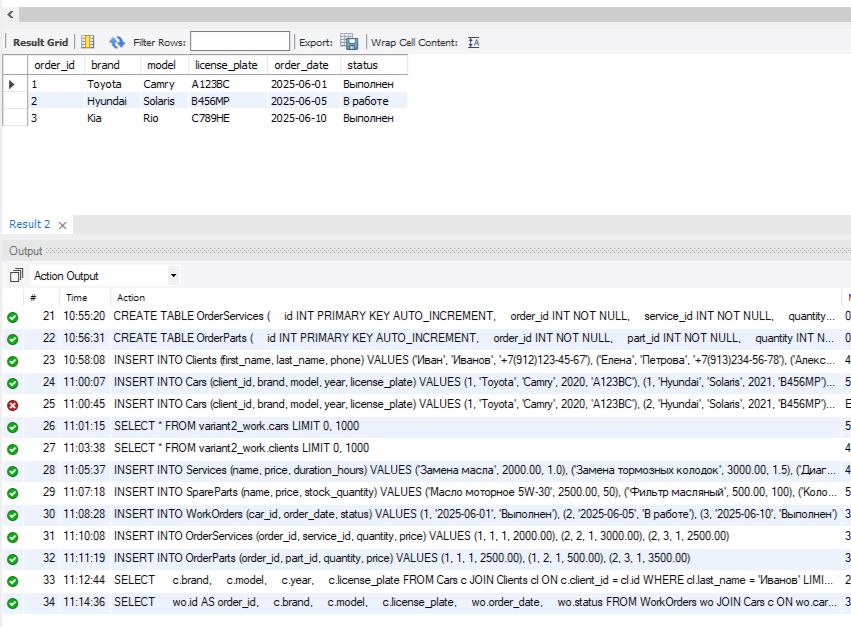 Result Grid Filter Rows: Export: Wrap Cell Content:
order_id brand model license_plate order_date status
1 Toyota Camry A123BC 2025-06-01 Выполнен
2 Hyundai Solaris B456MP 2025-06-05 В работе
3 Kia Rio C789HE 2025-06-10 Выполнен
Result 2
Output
Action Output
# Time Action
21 10:55:20 CREATE TABLE OrderServices ( id INT PRIMARY KEY AUTO_INCREMENT, order_id INT NOT NULL, service_id INT NOT NULL, quantity... 0
22 10:56:31 CREATE TABLE OrderParts ( id INT PRIMARY KEY AUTO_INCREMENT, order_id INT NOT NULL, part_id INT NOT NULL, quantity INT N... 0
23 10:58:08 INSERT INTO Clients (first_name, last_name, phone) VALUES ('Иван', 'Иванов', '+7(912)123-45-67'), ('Елена', 'Петрова', '+7(913)234-56-78'), ('Алекс... 4
24 11:00:07 INSERT INTO Cars (client_id, brand, model, year, license_plate) VALUES (1, 'Toyota', 'Camry', 2020, 'A123BC'), (1, 'Hyundai', 'Solaris', 2021, 'B456MP')... 5
25 11:00:45 INSERT INTO Cars (client_id, brand, model, year, license_plate) VALUES (1, 'Toyota', 'Camry', 2020, 'A123BC'), (2, 'Hyundai', 'Solaris', 2021, 'B456MP')... E
26 11:01:15 SELECT * FROM variant2_work.cars LIMIT 0, 1000 5
27 11:03:38 SELECT * FROM variant2_work.clients LIMIT 0, 1000 4
28 11:05:37 INSERT INTO Services (name, price, duration_hours) VALUES ('Замена масла', 2000.00, 1.0), ('Замена тормозных колодок', 3000.00, 1.5), ('Диаг... 4
29 11:07:18 INSERT INTO SpareParts (name, price, stock_quantity) VALUES ('Масло моторное 5W-30', 2500.00, 50), ('Фильтр масляный', 500.00, 100), ('Коло... 5
30 11:08:28 INSERT INTO WorkOrders (car_id, order_date, status) VALUES (1, '2025-06-01', 'Выполнен'), (2, '2025-06-05', 'В работе'), (3, '2025-06-10', 'Выполнен') 3
31 11:10:08 INSERT INTO OrderServices (order_id, service_id, quantity, price) VALUES (1, 1, 1, 2000.00), (2, 2, 1, 3000.00), (2, 3, 1, 2500.00) 3
32 11:11:19 INSERT INTO OrderParts (order_id, part_id, quantity, price) VALUES (1, 1, 1, 2500.00), (1, 2, 1, 500.00), (2, 3, 1, 3500.00) 3
33 11:12:44 SELECT c.brand, c.model, c.year, c.license_plate FROM Cars c JOIN Clients cl ON c.client_id = cl.id WHERE cl.last_name = 'Иванов' LIMI... 2
34 11:14:36 SELECT wo.id AS order_id, c.brand, c.model, c.license_plate, wo.order_date, wo.status FROM WorkOrders wo JOIN Cars c ON wo.car... 3